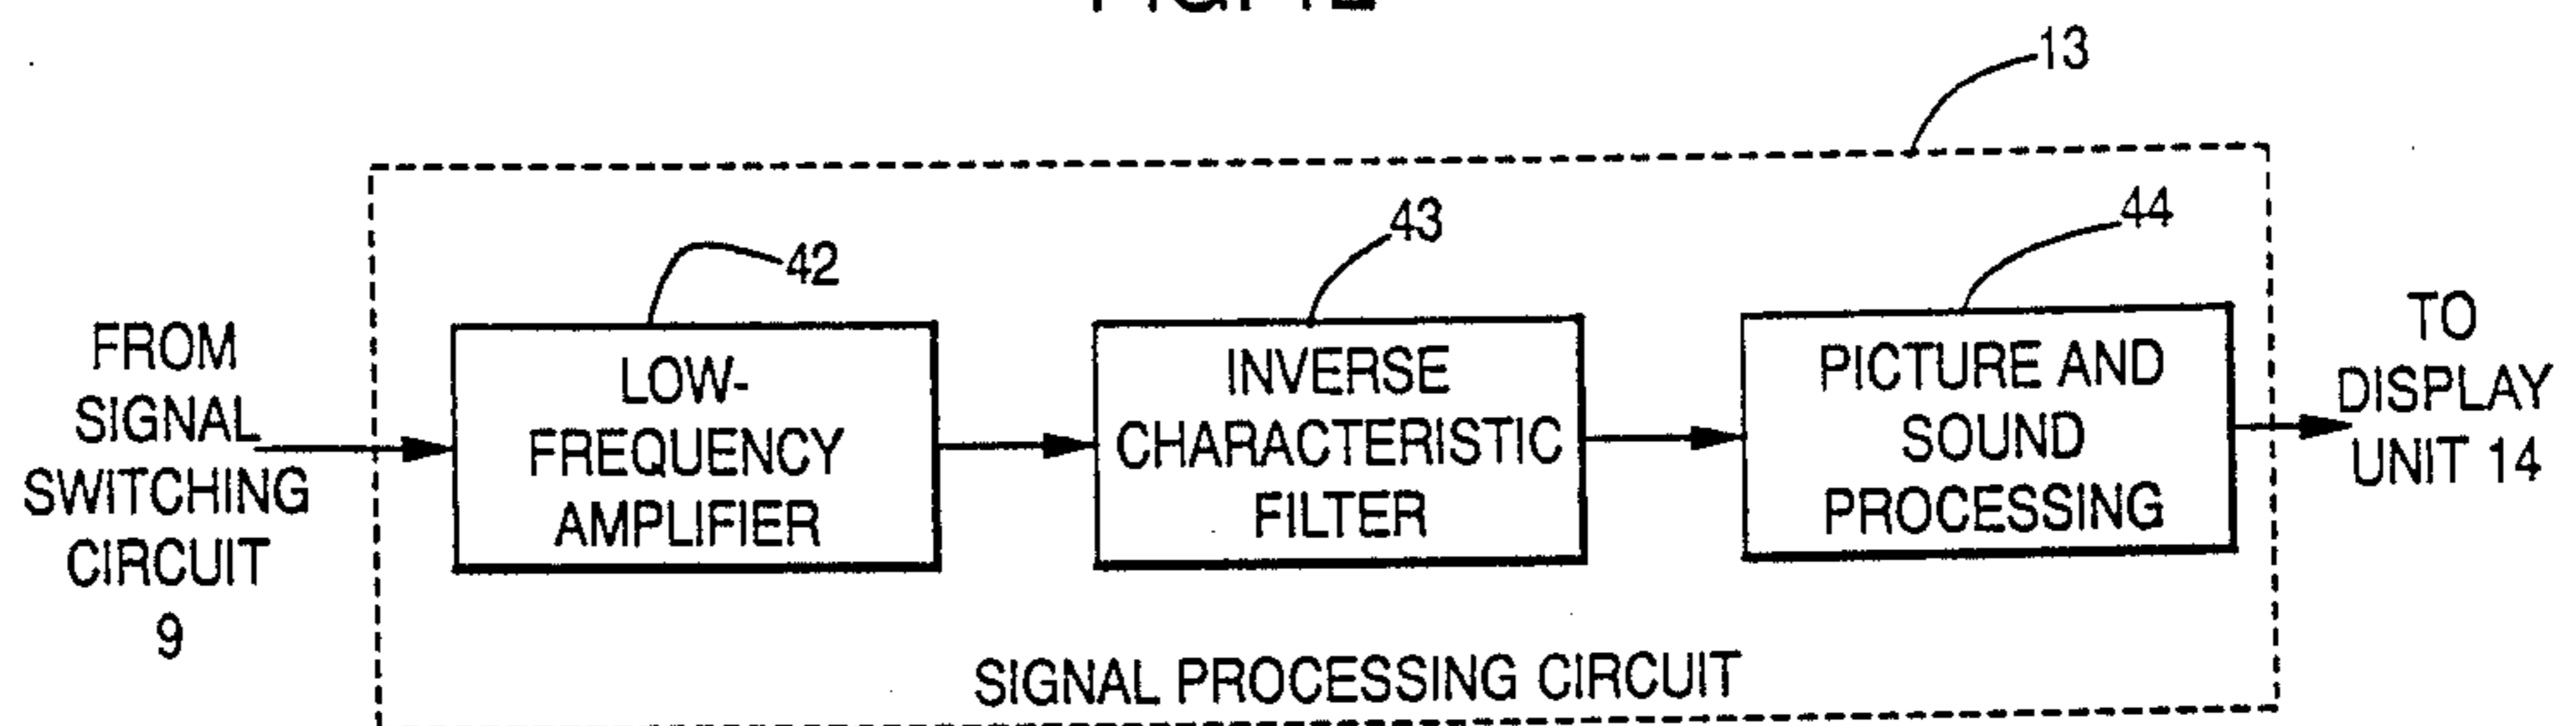 13
42
43
44
FROM
SIGNAL
SWITCHING
CIRCUIT
9
LOW-
FREQUENCY
AMPLIFIER
INVERSE
CHARACTERISTIC
FILTER
PICTURE AND
SOUND
PROCESSING
TO
DISPLAY
UNIT 14
SIGNAL PROCESSING CIRCUIT